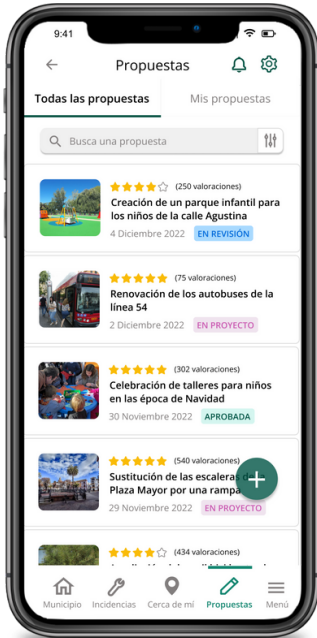 9:41
Propuestas
Todas las propuestas
Mis propuestas
Busca una propuesta
(250 valoraciones)
Creación de un parque infantil para
los niños de la calle Agustina
4 Diciembre 2022 EN REVISIÓN
(75 valoraciones)
Renovación de los autobuses de la
línea 54
2 Diciembre 2022 EN PROYECTO
(302 valoraciones)
Celebración de talleres para niños
en las época de Navidad
30 Noviembre 2022 APROBADA
(540 valoraciones)
Sustitución de las escaleras
Plaza Mayor por una rampa
29 Noviembre 2022 EN PROYECTO
(434 valoraciones)
Municipio Incidencias Cerca de mí Propuestas Menú